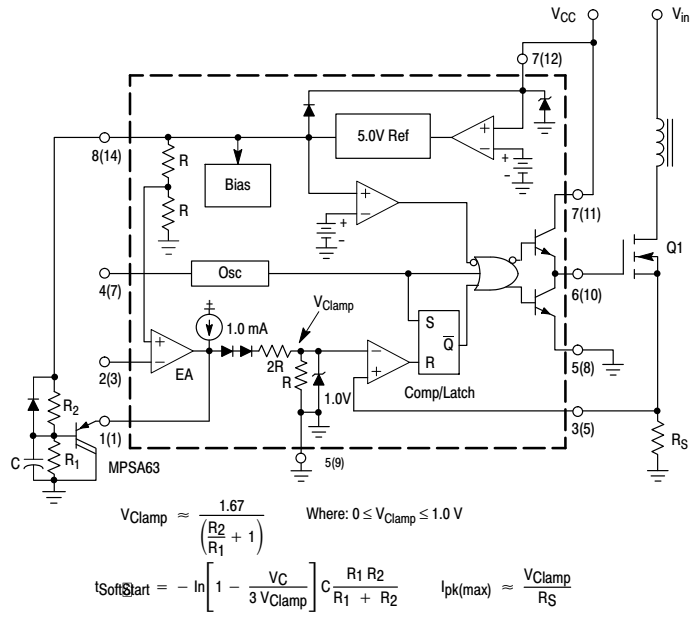 VCC
Vin
7(12)
5.0V Ref
+
−
+
−
8(14)
R
Bias
R
+
−
+
−
7(11)
Q1
4(7)
Osc
6(10)
VClamp
S
Q
R
1.0 mA
+
−
EA
2R
R
1.0V
−
+
Comp/Latch
5(8)
2(3)
3(5)
R2
1(1)
C
R1
MPSA63
5(9)
RS
VClamp ≈ 1.67 / (R2/R1 + 1) Where: 0 ≤ VClamp ≤ 1.0 V
tSoftStart = − ln[1 − VC / 3 VClamp] C R1 R2 / R1 + R2 Ipk(max) ≈ VClamp / RS